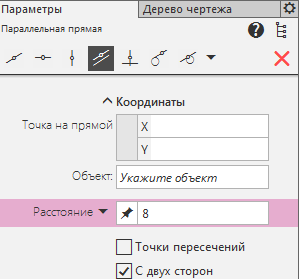 Параметры Дерево чертежа
Параллельная прямая
Координаты
Точка на прямой X
Y
Объект: Укажите объект
Расстояние 8
Точки пересечений
С двух сторон